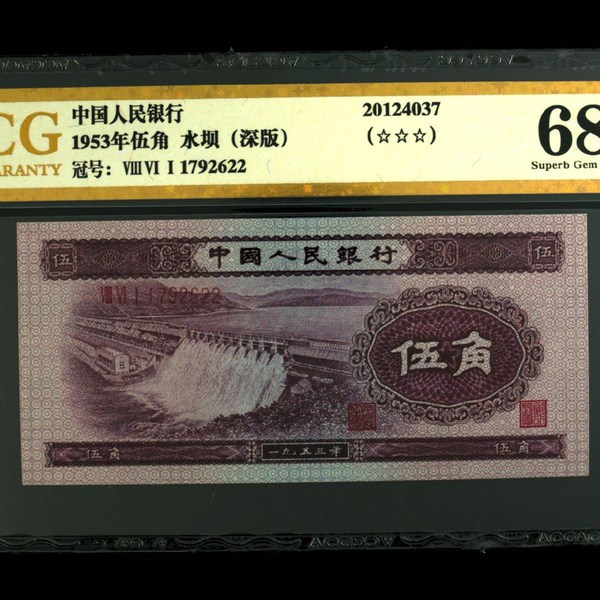 CG
ARANTY
中国人民银行
1953年伍角 水坝（深版）
冠号： Ⅷ Ⅵ Ⅰ 1792622
20124037
(☆☆☆)
68
Superb Gem
伍 中國人民銀行 伍
Ⅷ Ⅵ Ⅰ 1792622
伍角
伍角 一九五三年 伍角